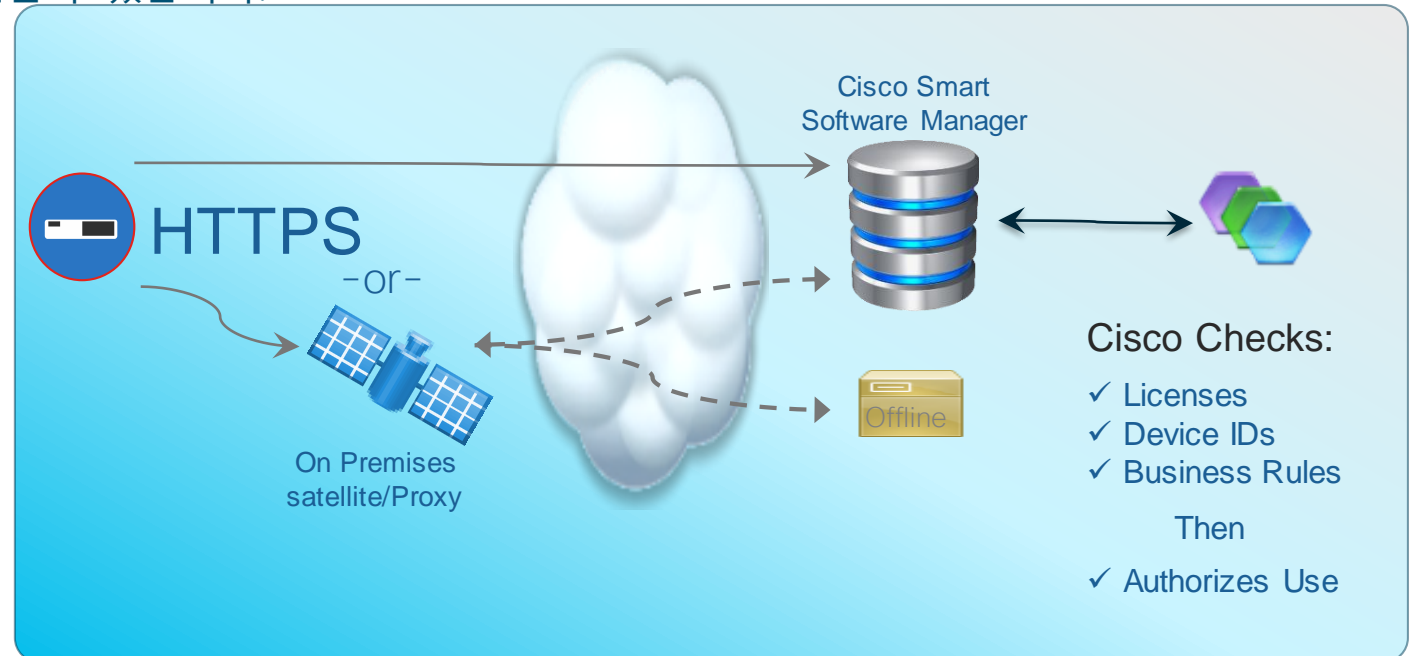 Cisco Smart
Software Manager
HTTPS
-or-
On Premises
satellite/Proxy
Offline
Cisco Checks:
✓ Licenses
✓ Device IDs
✓ Business Rules
Then
✓ Authorizes Use